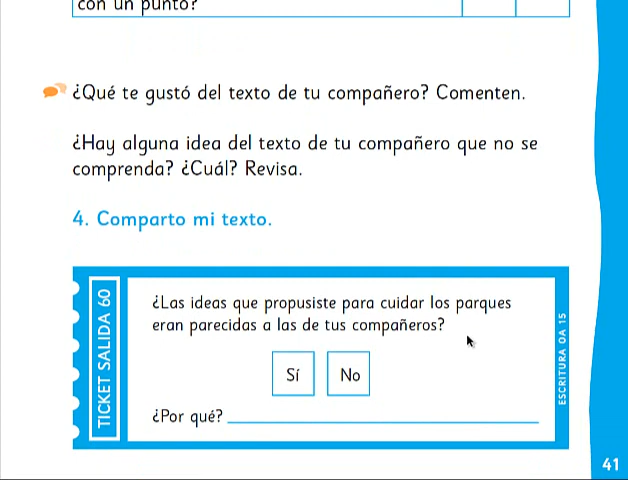 con un punto?
¿Qué te gustó del texto de tu compañero? Comenten.
¿Hay alguna idea del texto de tu compañero que no se
comprenda? ¿Cuál? Revisa.
4. Comparto mi texto.
TICKET SALIDA 60
¿Las ideas que propusiste para cuidar los parques
eran parecidas a las de tus compañeros?
Sí No
¿Por qué?
ESCRITURA OA 15
41